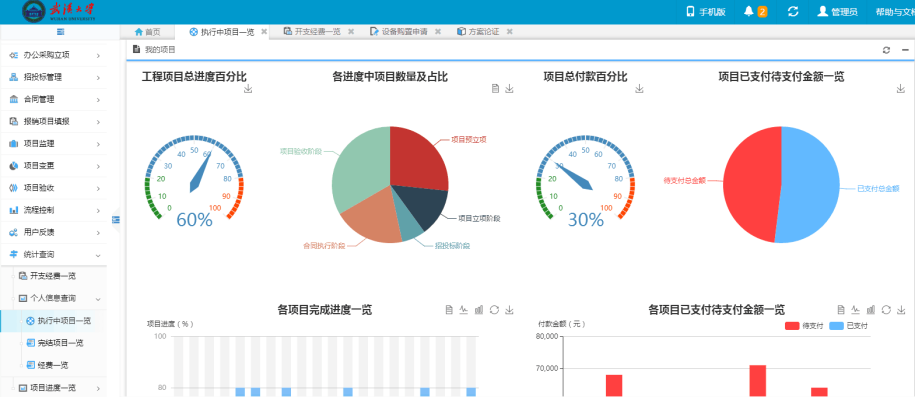 武汉大学
WUHAN UNIVERSITY
手机版
2
管理员
帮助与文档
首页
执行中项目一览
开支经费一览
设备购置申请
方案论证
办公采购立项
招投标管理
合同管理
报销项目填报
项目监理
项目变更
项目验收
流程控制
用户反馈
统计查询
开支经费一览
个人信息查询
执行中项目一览
完结项目一览
经费一览
项目进度一览
我的项目
工程项目总进度百分比
0
10
20
30
40
50
60
70
80
90
100
60%
各进度中项目数量及占比
项目预立项
项目立项阶段
招投标阶段
合同执行阶段
项目验收阶段
项目总付款百分比
0
10
20
30
40
50
60
70
80
90
100
30%
项目已支付待支付金额一览
待支付总金额
已支付总金额
各项目完成进度一览
项目进度（%）
100
80
各项目已支付待支付金额一览
付款金额（元）
待支付
已支付
80,000
70,000